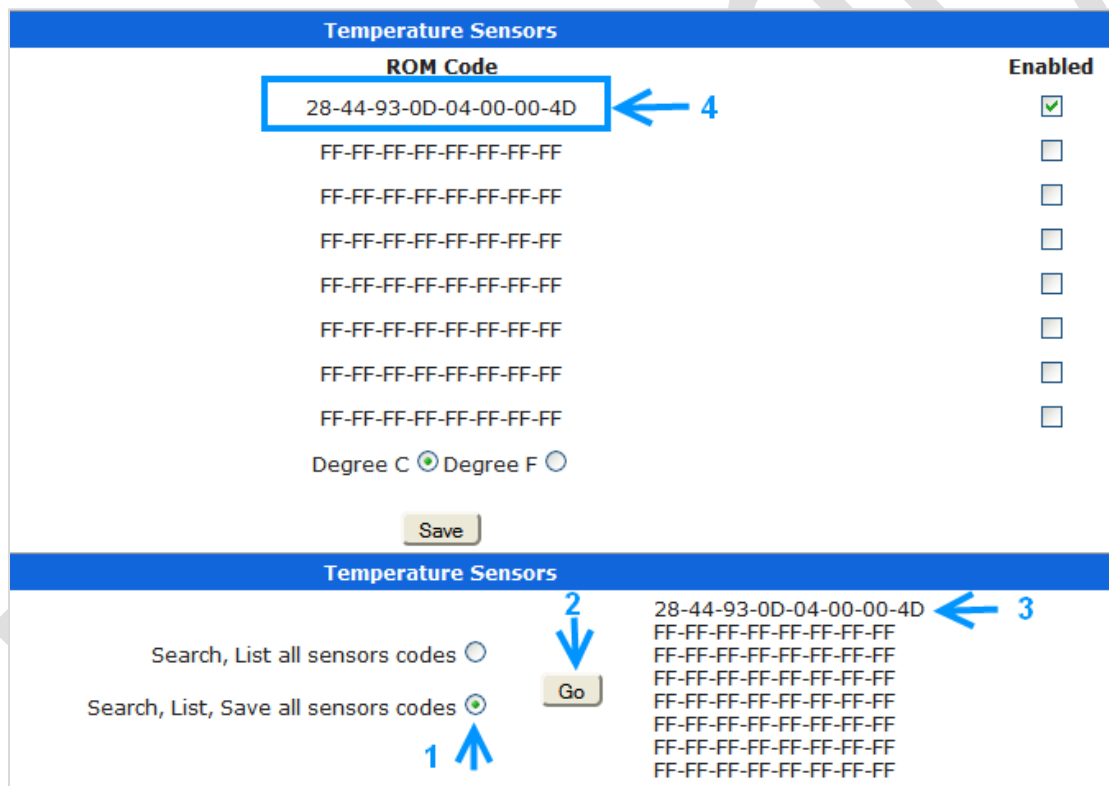 Temperature Sensors
ROM Code Enabled
28-44-93-0D-04-00-00-4D 4
FF-FF-FF-FF-FF-FF-FF-FF
FF-FF-FF-FF-FF-FF-FF-FF
FF-FF-FF-FF-FF-FF-FF-FF
FF-FF-FF-FF-FF-FF-FF-FF
FF-FF-FF-FF-FF-FF-FF-FF
FF-FF-FF-FF-FF-FF-FF-FF
FF-FF-FF-FF-FF-FF-FF-FF
Degree C Degree F
Save
Temperature Sensors
Search, List all sensors codes
Search, List, Save all sensors codes
1
2
Go
28-44-93-0D-04-00-00-4D 3
FF-FF-FF-FF-FF-FF-FF-FF
FF-FF-FF-FF-FF-FF-FF-FF
FF-FF-FF-FF-FF-FF-FF-FF
FF-FF-FF-FF-FF-FF-FF-FF
FF-FF-FF-FF-FF-FF-FF-FF
FF-FF-FF-FF-FF-FF-FF-FF
FF-FF-FF-FF-FF-FF-FF-FF